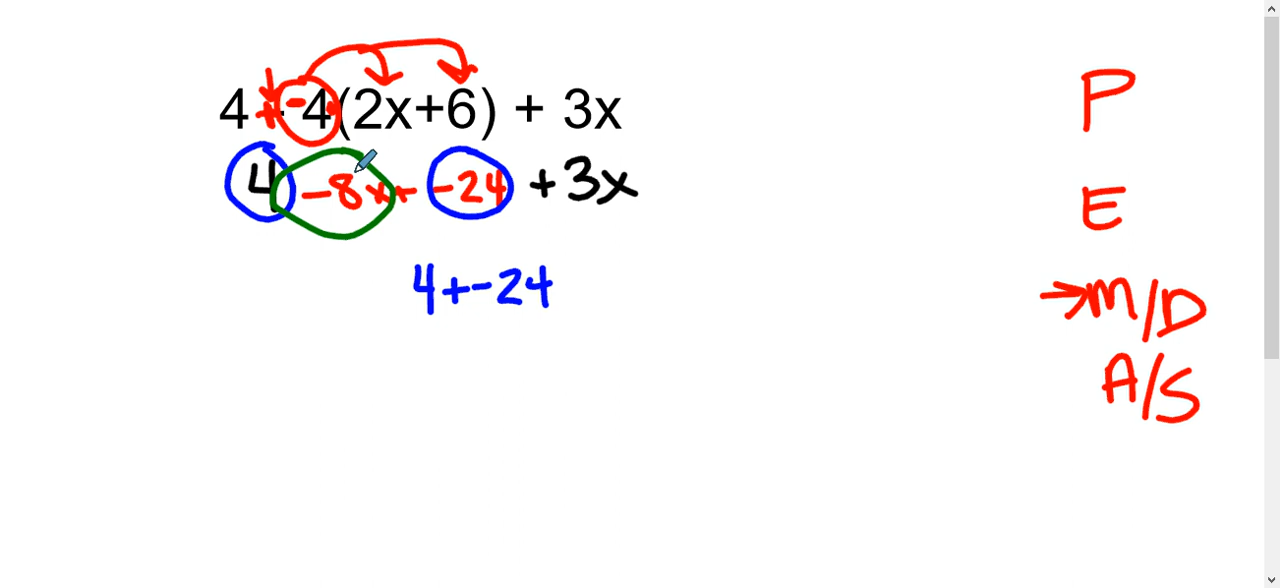 4+-4(2x+6) + 3x
4 -8x+ -24 +3x
4+-24
P
E
→M/D
A/S